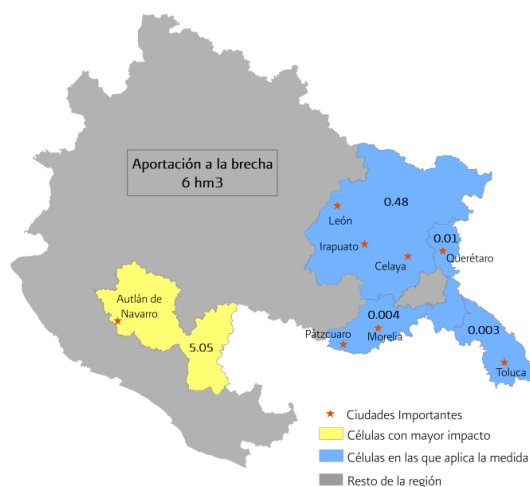 Aportación a la brecha
6 hm3
0.48
León
0.01
Irapuato
Querétaro
Celaya
Autlán de
Navarro
0.004
0.003
Pátzcuaro
Morelia
5.05
Toluca
Ciudades Importantes
Células con mayor impacto
Células en las que aplica la medida
Resto de la región